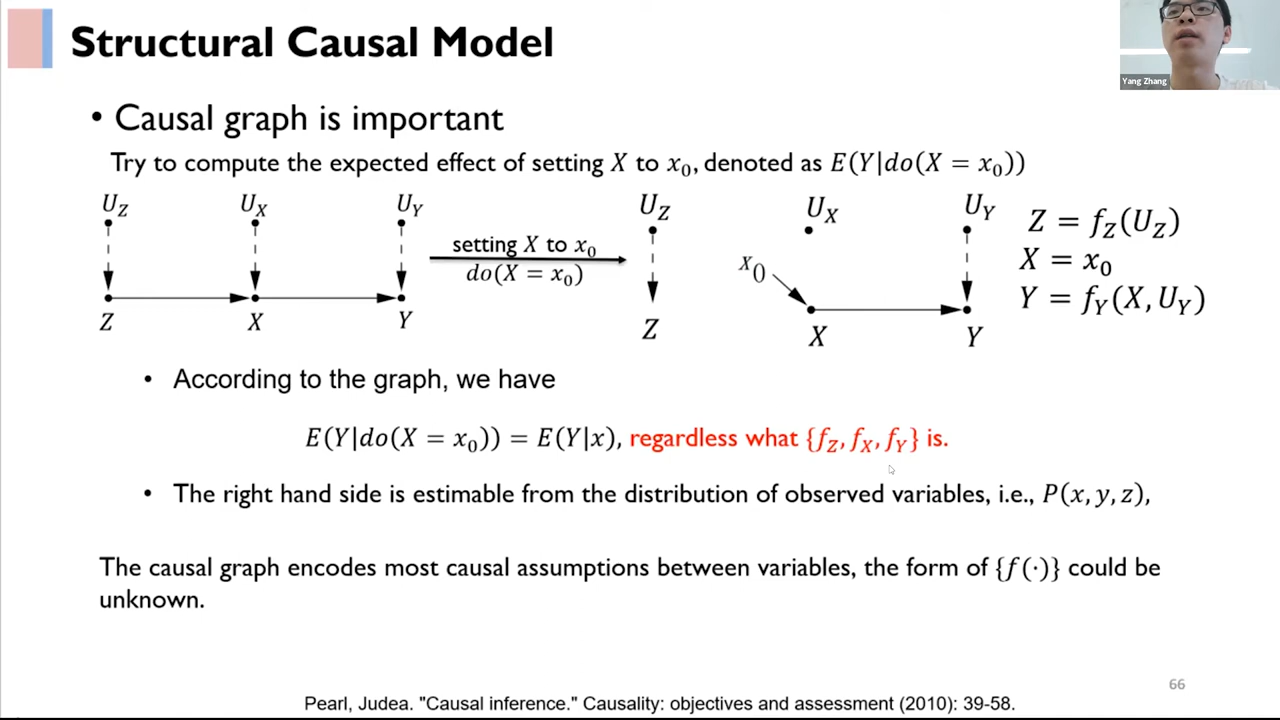 Structural Causal Model
Yang Zhang
• Causal graph is important
Try to compute the expected effect of setting X to x₀, denoted as E(Y|do(X = x₀))
U_Z U_X U_Y
setting X to x₀
do(X = x₀)
Z X Y
U_Z U_X U_Y
x₀
Z X Y
Z = f_Z(U_Z)
X = x₀
Y = f_Y(X, U_Y)
• According to the graph, we have
E(Y|do(X = x₀)) = E(Y|x), regardless what {f_Z, f_X, f_Y} is.
• The right hand side is estimable from the distribution of observed variables, i.e., P(x, y, z),
The causal graph encodes most causal assumptions between variables, the form of {f(·)} could be
unknown.
66
Pearl, Judea. "Causal inference." Causality: objectives and assessment (2010): 39-58.